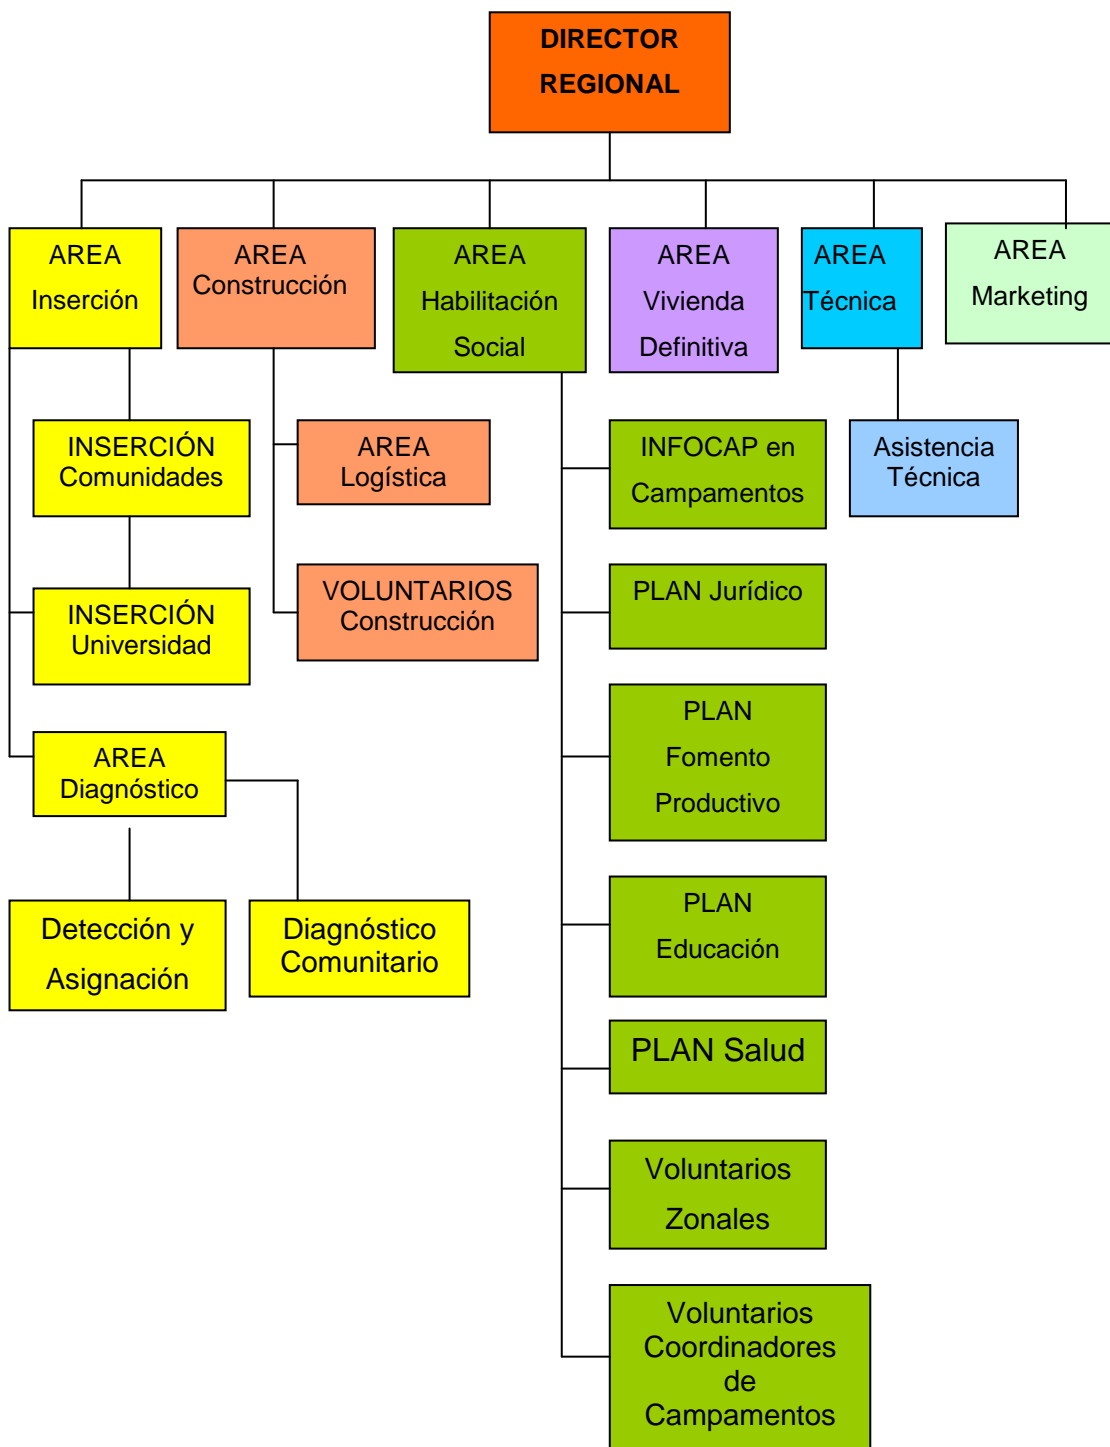 DIRECTOR
REGIONAL
AREA
Inserción
AREA
Construcción
AREA
Habilitación
Social
AREA
Vivienda
Definitiva
AREA
Técnica
AREA
Marketing
INSERCIÓN
Comunidades
AREA
Logística
INFOCAP en
Campamentos
Asistencia
Técnica
INSERCIÓN
Universidad
VOLUNTARIOS
Construcción
PLAN Jurídico
PLAN
Fomento
Productivo
AREA
Diagnóstico
Detección y
Asignación
Diagnóstico
Comunitario
PLAN
Educación
PLAN Salud
Voluntarios
Zonales
Voluntarios
Coordinadores
de
Campamentos